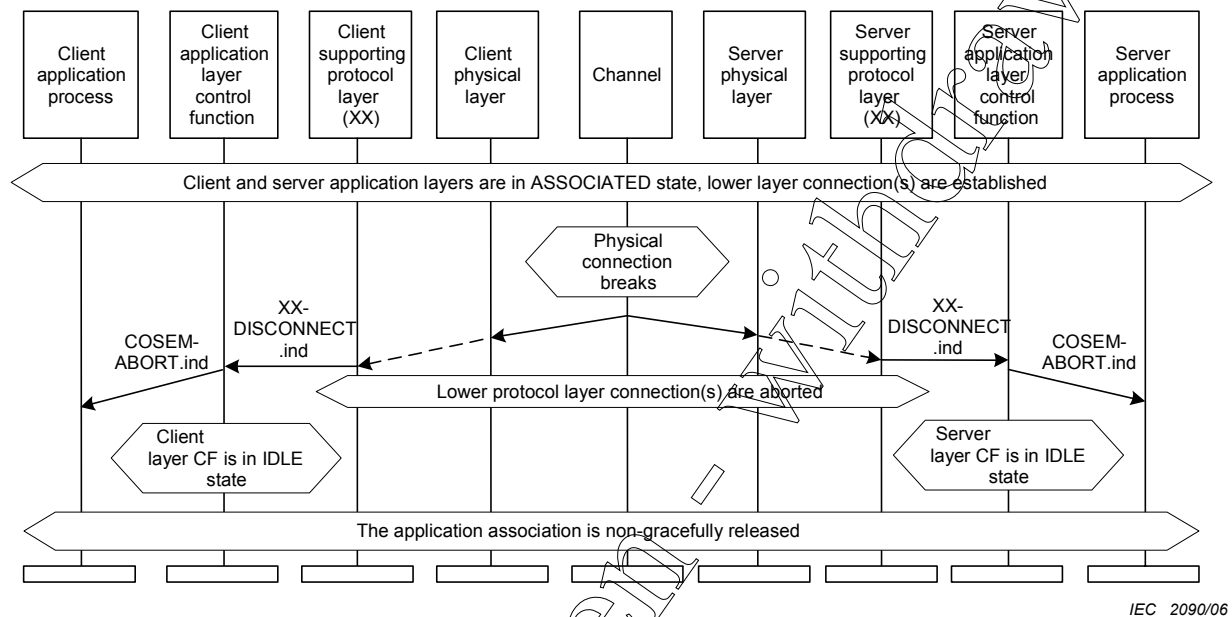 Client
application
process
Client
application
layer
control
function
Client
supporting
protocol
layer
(XX)
Client
physical
layer
Channel
Server
physical
layer
Server
supporting
protocol
layer
(XX)
Server
application
layer
control
function
Server
application
process
Client and server application layers are in ASSOCIATED state, lower layer connection(s) are established
Physical
connection
breaks
COSEM-
ABORT.ind
XX-
DISCONNECT
.ind
XX-
DISCONNECT
.ind
COSEM-
ABORT.ind
Lower protocol layer connection(s) are aborted
Client
layer CF is in IDLE
state
Server
layer CF is in IDLE
state
The application association is non-gracefully released
IEC 2090/06